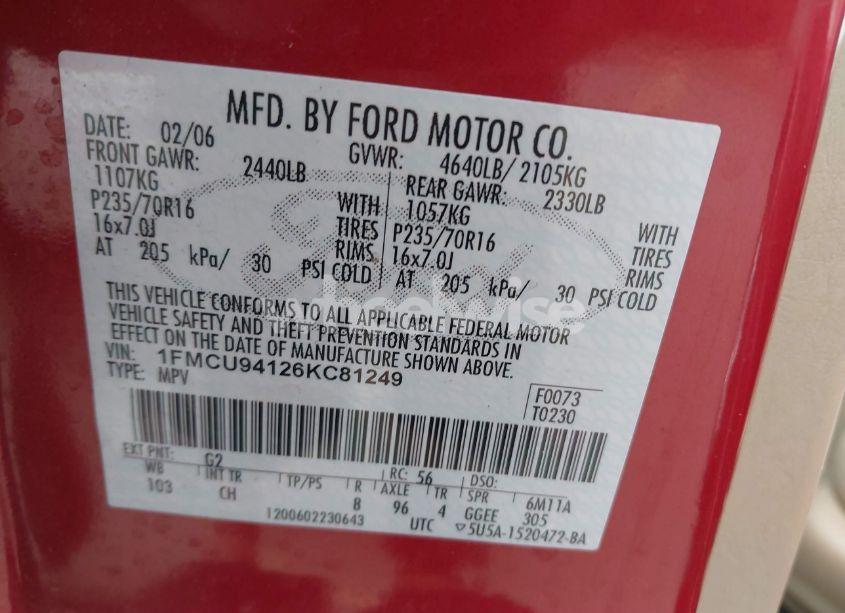 MFD. BY FORD MOTOR CO.
DATE: 02/06 GVWR: 4640LB/ 2105KG
FRONT GAWR: 2440LB REAR GAWR: 2330LB
1107KG WITH 1057KG WITH
P235/70R16 TIRES P235/70R16 TIRES
16x7.0J RIMS 16x7.0J RIMS
AT 205 kPa/ 30 PSI COLD AT 205 kPa/ 30 PSI COLD
THIS VEHICLE CONFORMS TO ALL APPLICABLE FEDERAL MOTOR
VEHICLE SAFETY AND THEFT PREVENTION STANDARDS IN
EFFECT ON THE DATE OF MANUFACTURE SHOWN ABOVE.
VIN: 1FMCU94126KC81249
TYPE: MPV
F0073
T0230
EXT PNT: G2 RC: 56 DSO:
WB INT TR TP/PS R AXLE TR SPR 6M11A
103 CH 8 96 4 GGEE 305
1200602230643 UTC 5U5A-1520472-BA